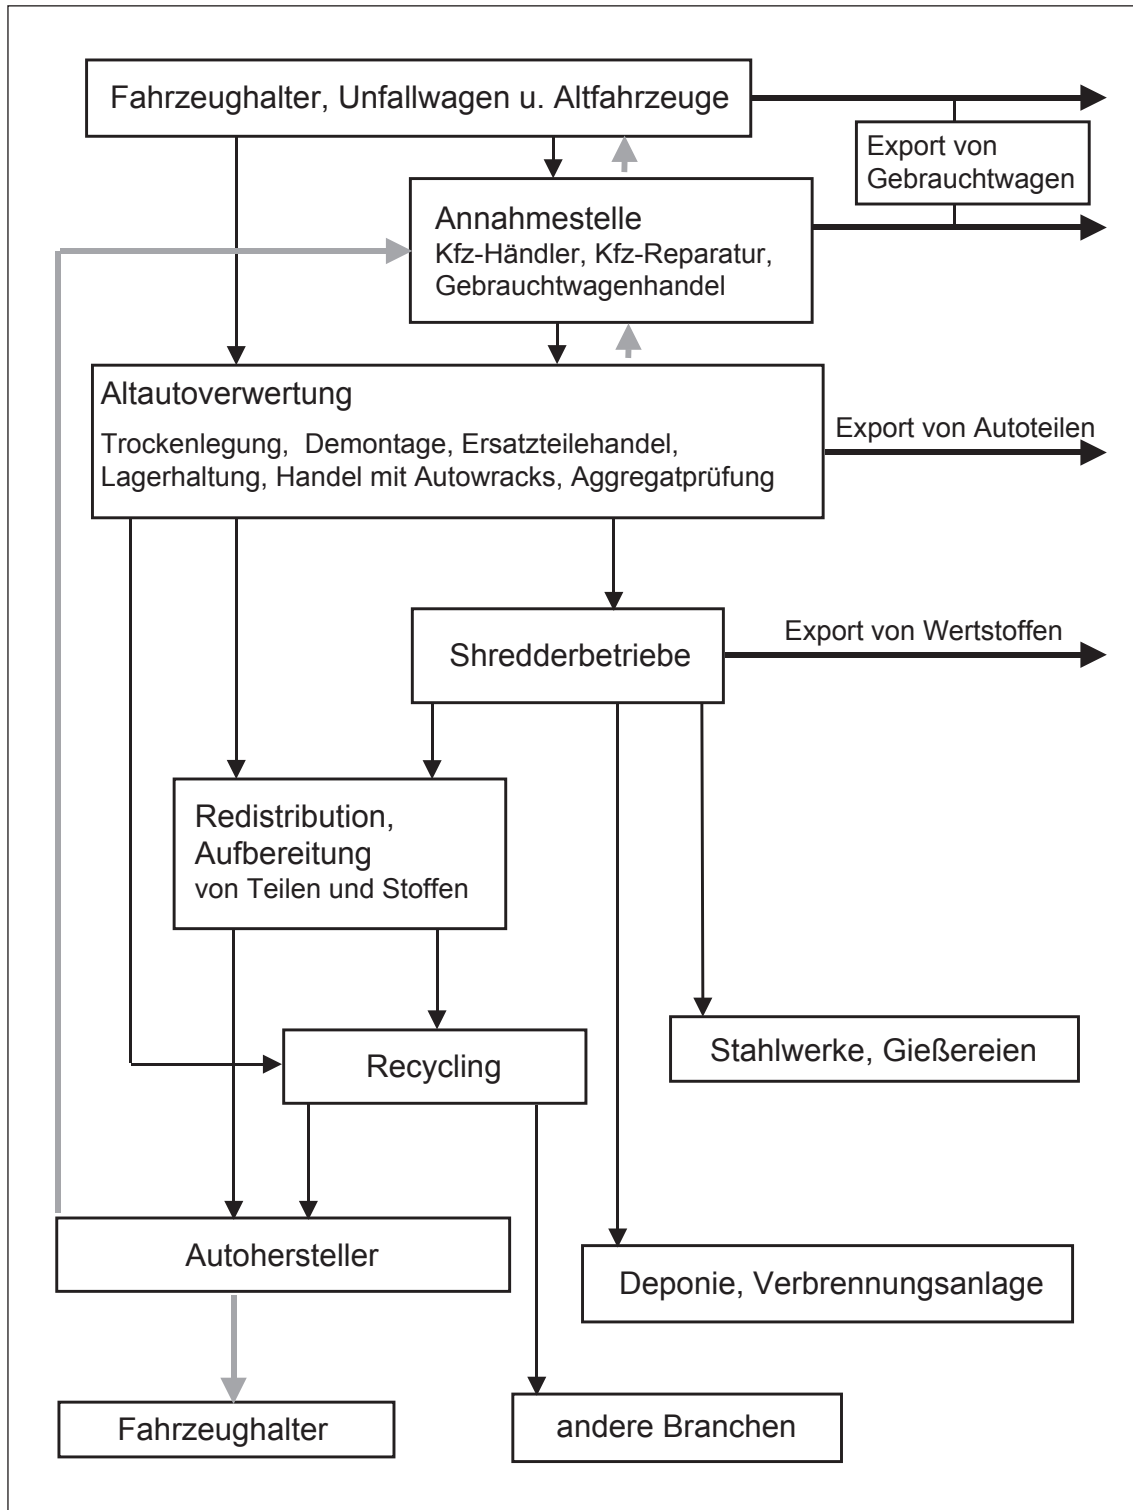 Fahrzeughalter, Unfallwagen u. Altfahrzeuge
Export von
Gebrauchtwagen
Annahmestelle
Kfz-Händler, Kfz-Reparatur,
Gebrauchtwagenhandel
Altautoverwertung
Trockenlegung, Demontage, Ersatzteilehandel,
Lagerhaltung, Handel mit Autowracks, Aggregatprüfung
Export von Autoteilen
Shredderbetriebe
Export von Wertstoffen
Redistribution,
Aufbereitung
von Teilen und Stoffen
Recycling
Stahlwerke, Gießereien
Autohersteller
Deponie, Verbrennungsanlage
Fahrzeughalter
andere Branchen